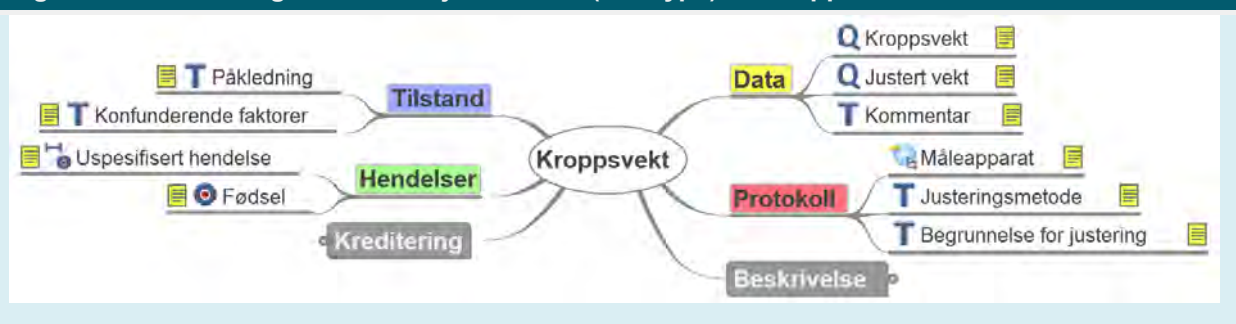 Kroppsvekt
Tilstand
T Påkledning
T Konfunderende faktorer
Hendelser
Uspesifisert hendelse
Fødsel
Kreditering
Data
Q Kroppsvekt
Q Justert vekt
T Kommentar
Protokoll
Måleapparat
T Justeringsmetode
T Begrunnelse for justering
Beskrivelse